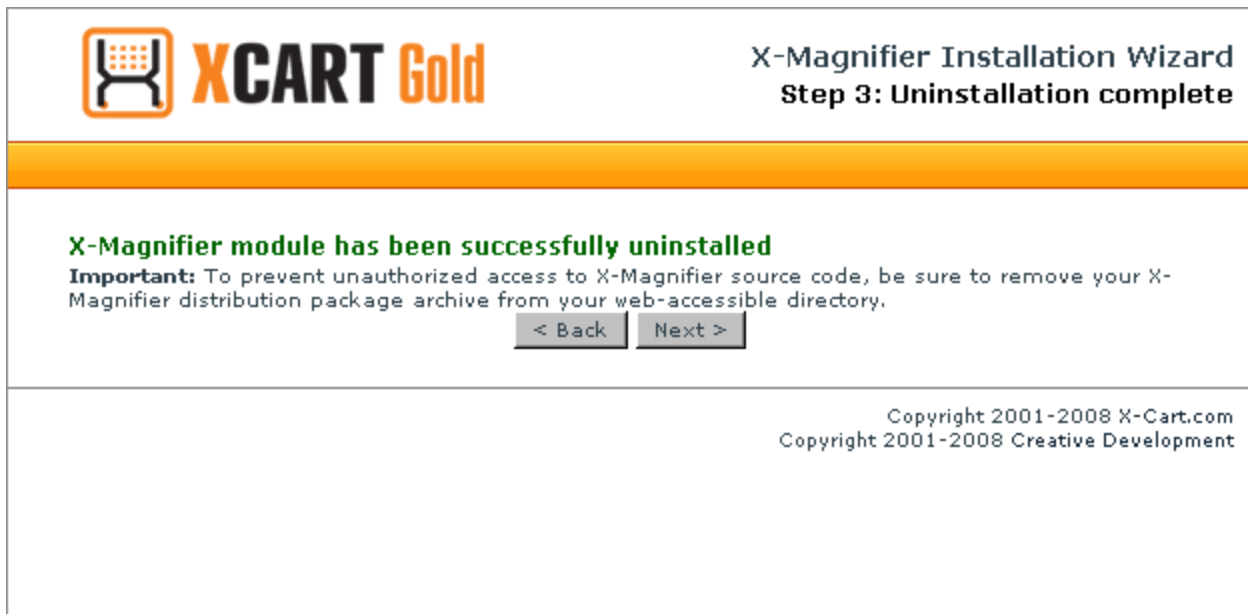 XCART Gold
X-Magnifier Installation Wizard
Step 3: Uninstallation complete
X-Magnifier module has been successfully uninstalled
Important: To prevent unauthorized access to X-Magnifier source code, be sure to remove your X-
Magnifier distribution package archive from your web-accessible directory.
< Back Next >
Copyright 2001-2008 X-Cart.com
Copyright 2001-2008 Creative Development